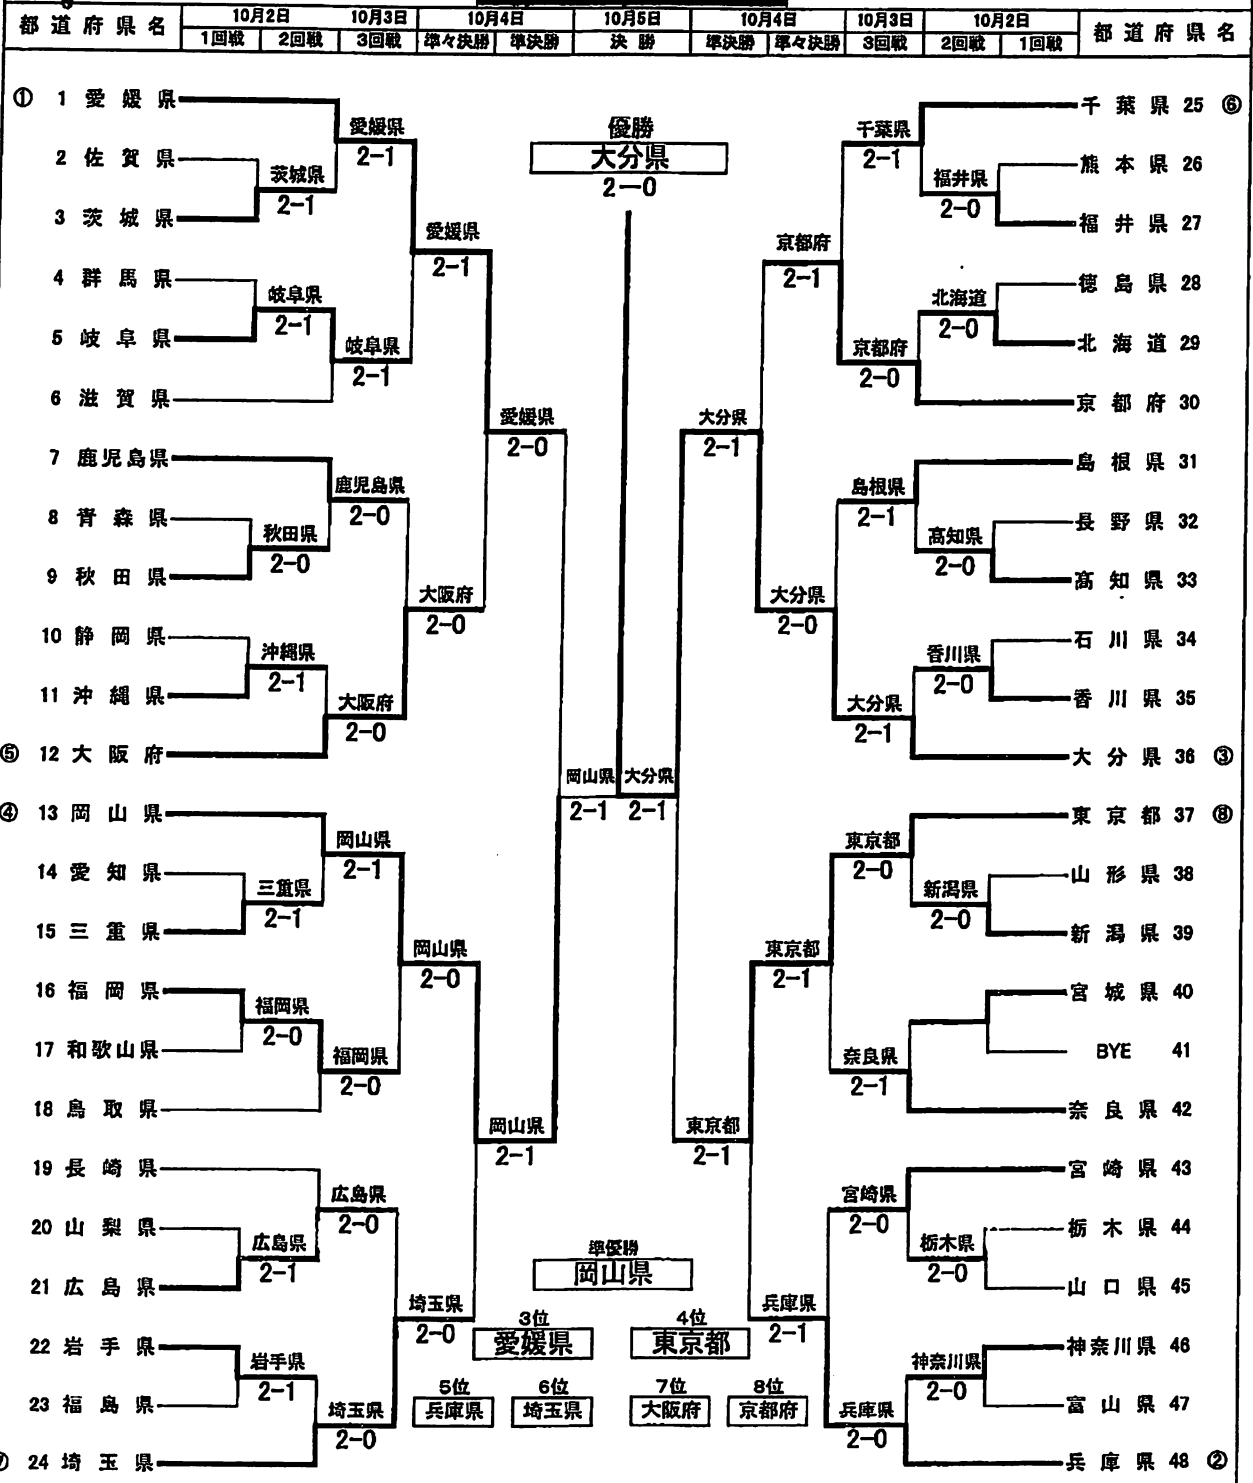 都道府県名 10月2日 10月3日 10月4日 10月5日 10月4日 10月3日 10月2日 都道府県名
1回戦 2回戦 3回戦 準々決勝 準決勝 決勝 準決勝 準々決勝 3回戦 2回戦 1回戦
① 1 愛媛県
2 佐賀県
3 茨城県
4 群馬県
5 岐阜県
6 滋賀県
7 鹿児島県
8 青森県
9 秋田県
10 静岡県
11 沖縄県
⑤ 12 大阪府
④ 13 岡山県
14 愛知県
15 三重県
16 福岡県
17 和歌山県
18 鳥取県
19 長崎県
20 山梨県
21 広島県
22 岩手県
23 福島県
24 埼玉県
茨城県
2-1
岐阜県
2-1
秋田県
2-0
沖縄県
2-1
三重県
2-1
福岡県
2-0
広島県
2-1
岩手県
2-1
愛媛県
2-1
岐阜県
2-1
鹿児島県
2-0
大阪府
2-0
岡山県
2-1
福岡県
2-0
広島県
2-0
埼玉県
2-0
愛媛県
2-1
大阪府
2-0
岡山県
2-0
埼玉県
2-0
愛媛県
2-0
岡山県
2-1
優勝
大分県
2-0
岡山県 大分県
2-1 2-1
準優勝
岡山県
3位 4位
愛媛県 東京都
5位 6位 7位 8位
兵庫県 埼玉県 大阪府 京都府
大分県
2-1
東京都
2-1
京都府
2-1
大分県
2-0
東京都
2-1
兵庫県
2-1
千葉県
2-1
京都府
2-0
島根県
2-1
大分県
2-1
東京都
2-0
奈良県
2-1
宮崎県
2-0
兵庫県
2-0
福井県
2-0
北海道
2-0
高知県
2-0
香川県
2-0
新潟県
2-0
栃木県
2-0
神奈川県
2-0
千葉県 25 ⑥
熊本県 26
福井県 27
徳島県 28
北海道 29
京都府 30
島根県 31
長野県 32
高知県 33
石川県 34
香川県 35
大分県 36 ③
東京都 37 ⑧
山形県 38
新潟県 39
宮城県 40
BYE 41
奈良県 42
宮崎県 43
栃木県 44
山口県 45
神奈川県 46
富山県 47
兵庫県 48 ②